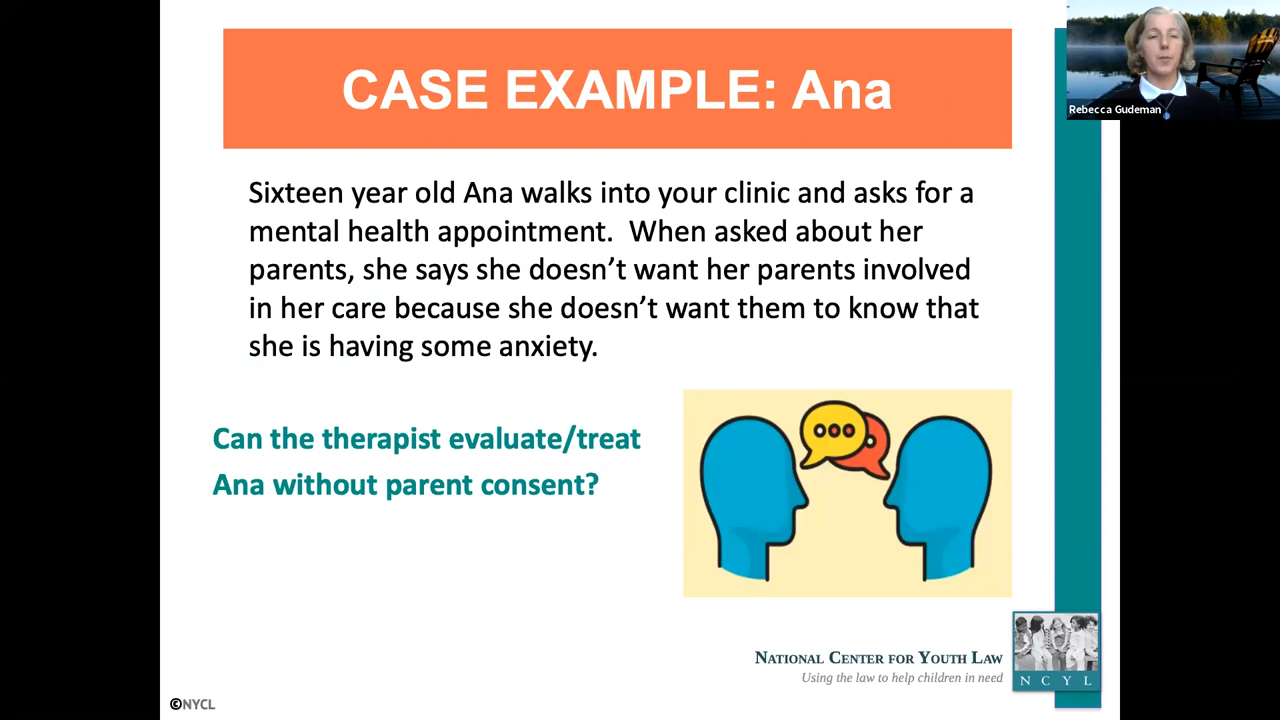 CASE EXAMPLE: Ana
Rebecca Gudeman
Sixteen year old Ana walks into your clinic and asks for a
mental health appointment.  When asked about her
parents, she says she doesn’t want her parents involved
in her care because she doesn’t want them to know that
she is having some anxiety.
Can the therapist evaluate/treat
Ana without parent consent?
NATIONAL CENTER FOR YOUTH LAW
Using the law to help children in need
N C Y L
©NYCL